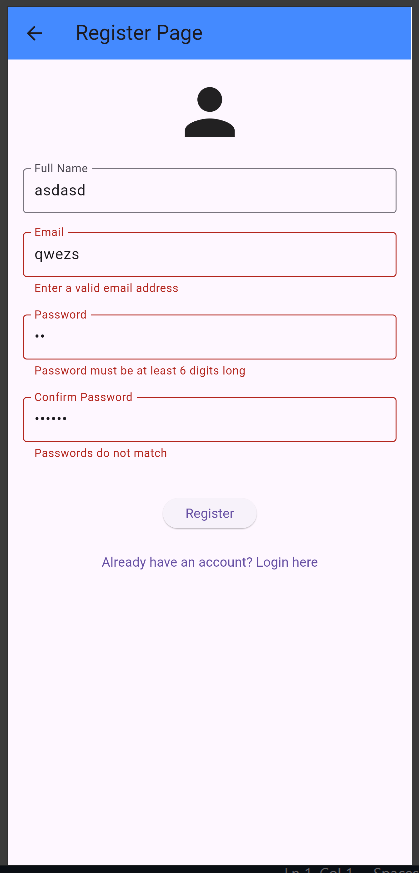 Register Page
Full Name
asdasd
Email
qwezs
Enter a valid email address
Password
••
Password must be at least 6 digits long
Confirm Password
••••••
Passwords do not match
Register
Already have an account? Login here
Ln 1, Col 1 Spaces